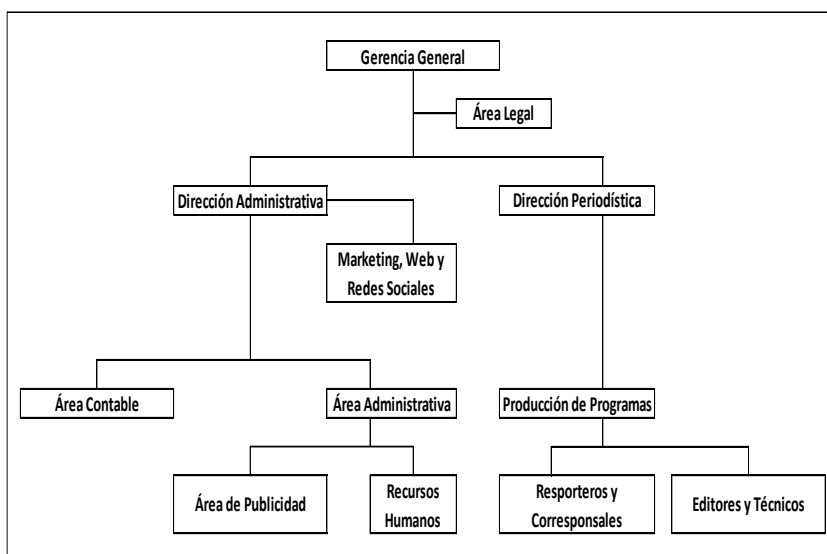 Gerencia General
Área Legal
Dirección Administrativa
Dirección Periodística
Marketing, Web y
Redes Sociales
Área Contable
Área Administrativa
Producción de Programas
Área de Publicidad
Recursos
Humanos
Resporteros y
Corresponsales
Editores y Técnicos